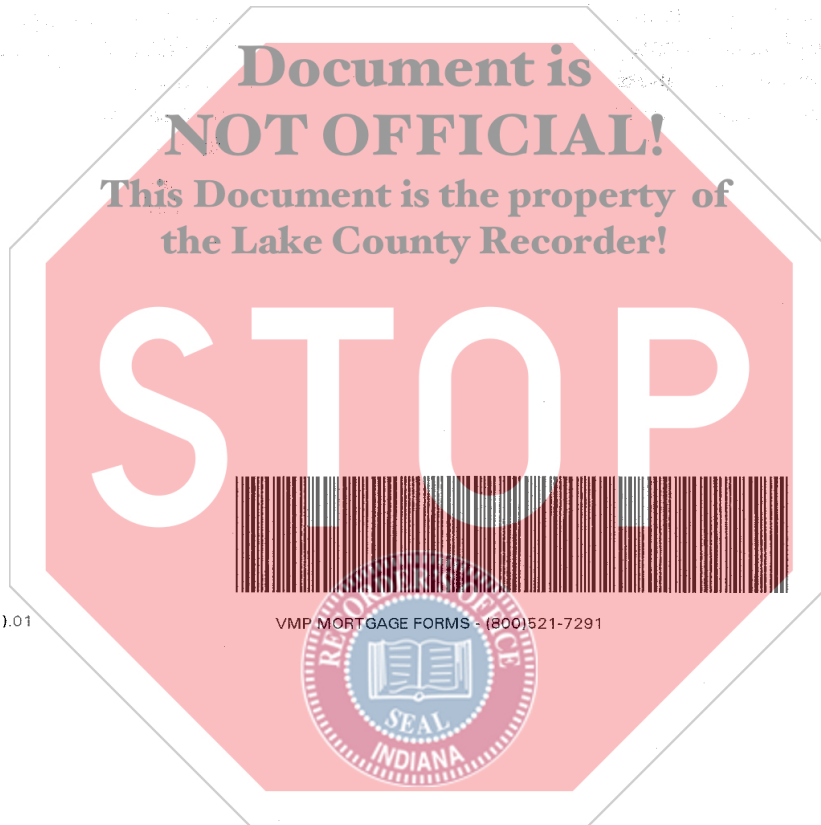 Document is
NOT OFFICIAL!
This Document is the property of
the Lake County Recorder!
STOP
).01
VMP MORTGAGE FORMS - (800)521-7291
RECORDER'S OFFICE
SEAL
INDIANA